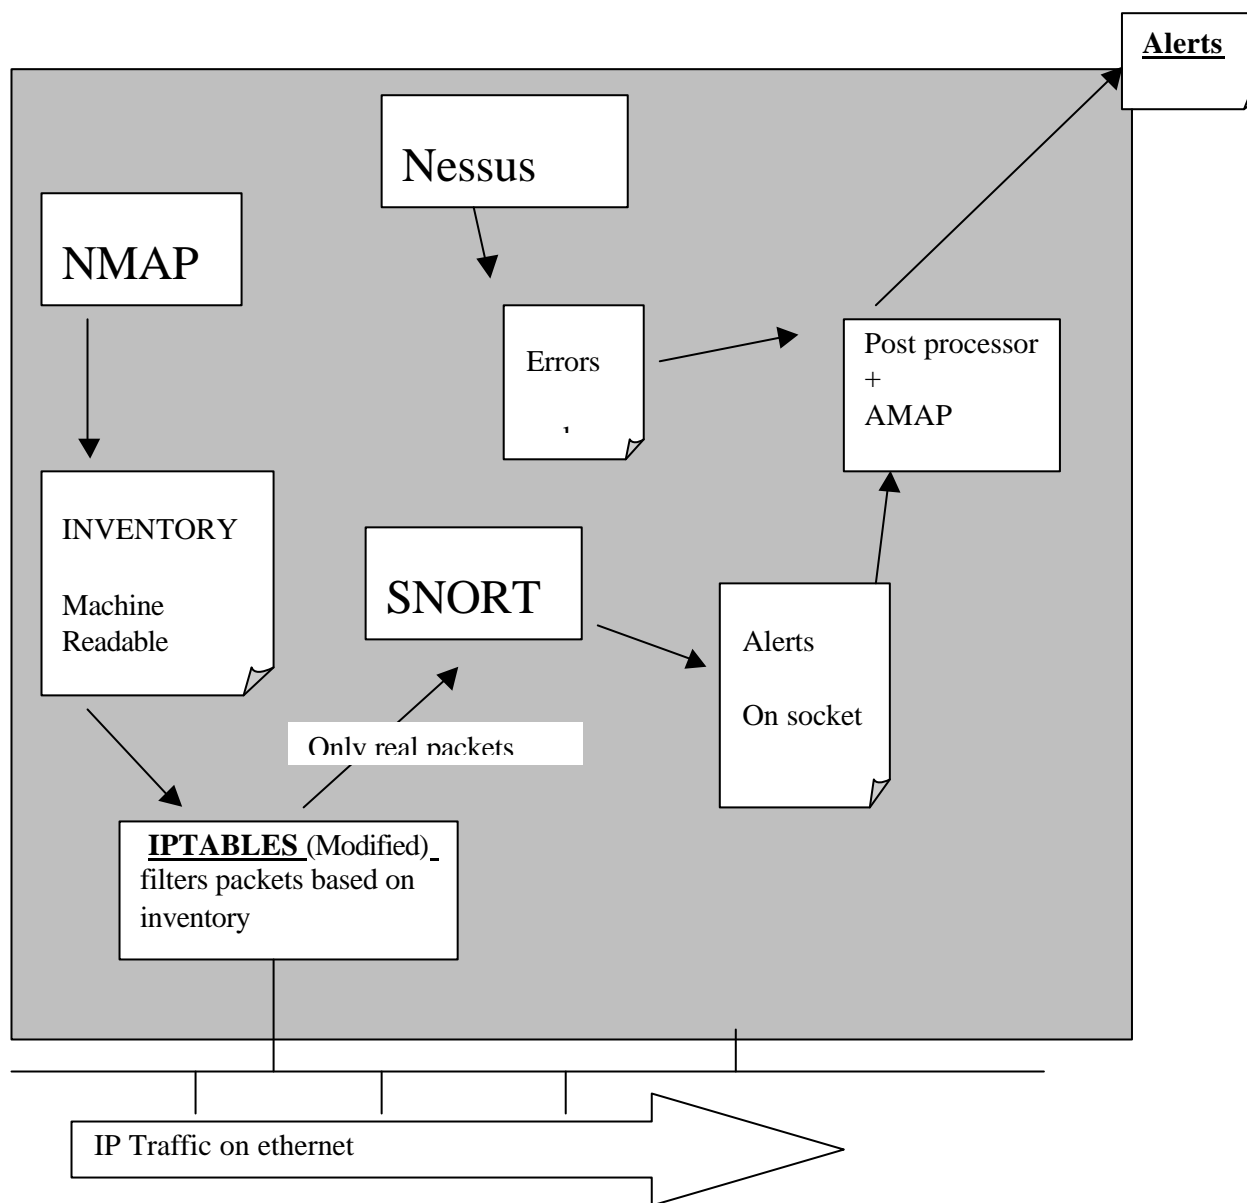 Alerts
Nessus
NMAP
Errors
Post processor
+
AMAP
INVENTORY
Machine
Readable
SNORT
Alerts
On socket
Only real packets
IPTABLES (Modified)
filters packets based on
inventory
IP Traffic on ethernet